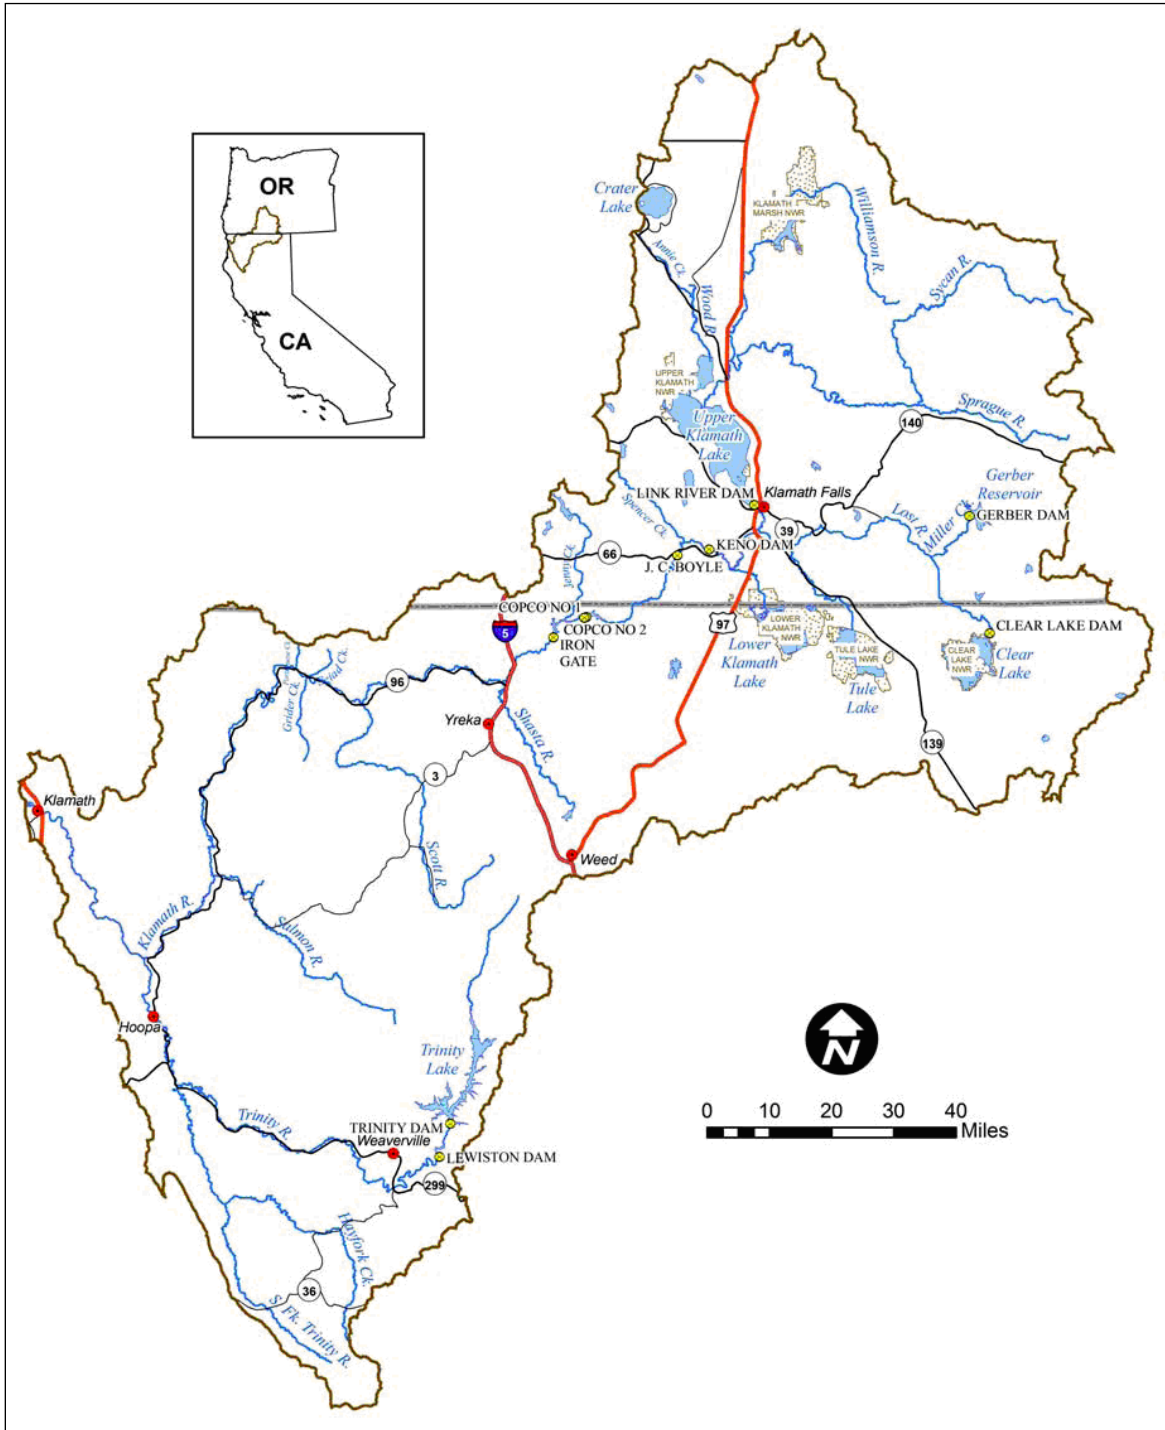 OR
CA
Crater
Lake
KLAMATH
MARSH NWR
Williamson R.
Annie Ck.
Wood R.
Sycan R.
UPPER
KLAMATH
NWR
Upper
Klamath
Lake
Sprague R.
140
Gerber
Reservoir
LINK RIVER DAM
Klamath Falls
Spencer Ck.
Lost R.
Miller Ck.
GERBER DAM
39
KENO DAM
66
J. C. BOYLE
Jenny Ck.
COPCO NO 1
5
COPCO NO 2
IRON
GATE
97
LOWER
KLAMATH
NWR
Lower
Klamath
Lake
TULE LAKE
NWR
Tule
Lake
CLEAR LAKE DAM
CLEAR
LAKE
NWR
Clear
Lake
Grider Ck.
96
Yreka
Shasta R.
139
3
Klamath
Scott R.
Weed
Klamath R.
Salmon R.
Hoopa
N
Trinity
Lake
0 10 20 30 40
Miles
Trinity R.
TRINITY DAM
Weaverville
LEWISTON DAM
299
Hayfork Ck.
36
S. Fk. Trinity R.